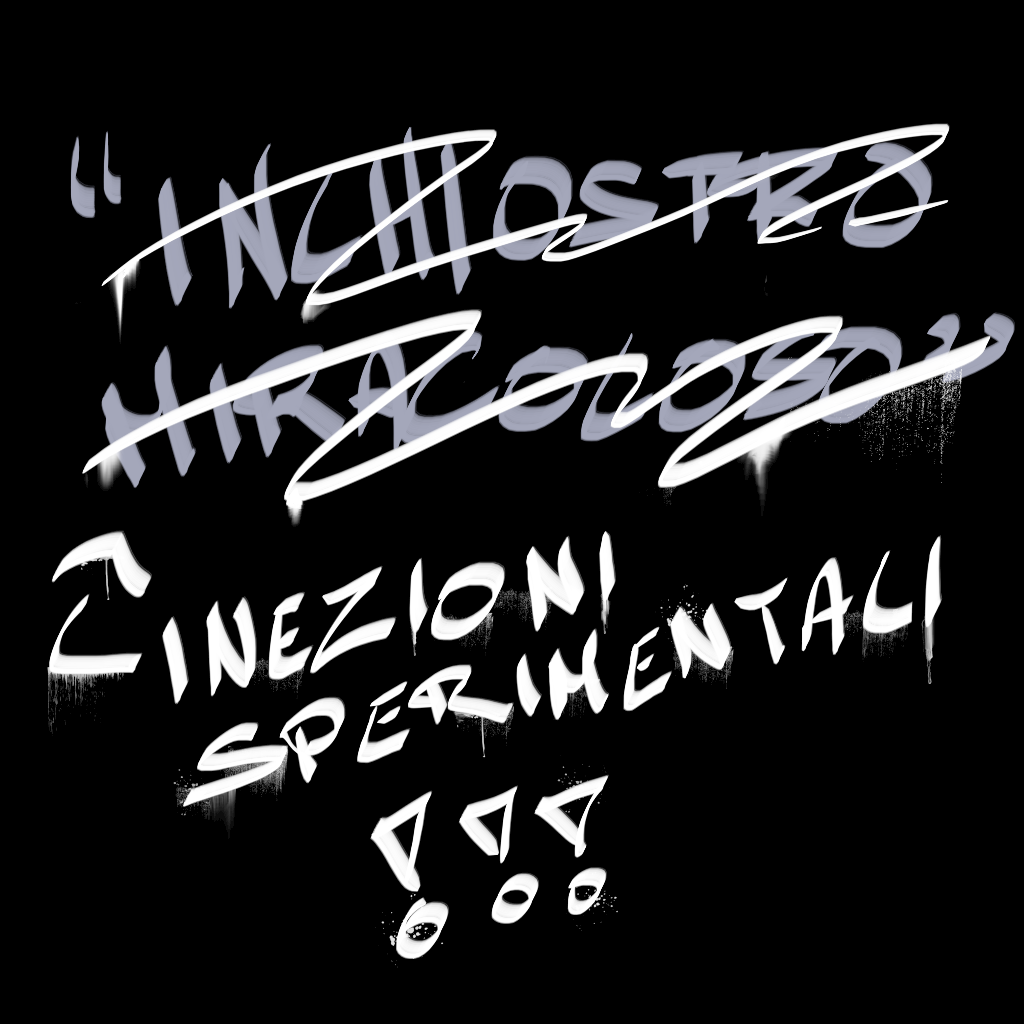 "INCHIOSTRO
MIRACOLOSO"
INEZIONI
SPERIMENTALI
!!!